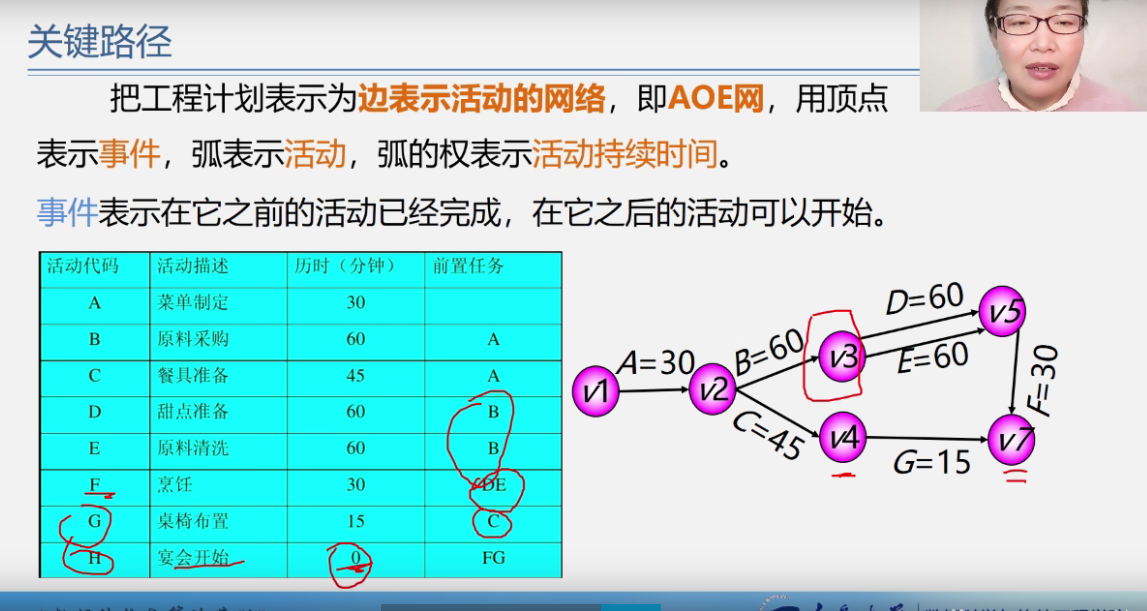 关键路径
把工程计划表示为边表示活动的网络，即AOE网，用顶点
表示事件，弧表示活动，弧的权表示活动持续时间。
事件表示在它之前的活动已经完成，在它之后的活动可以开始。
活动代码 活动描述 历时（分钟） 前置任务
A 菜单制定 30
B 原料采购 60 A
C 餐具准备 45 A
D 甜点准备 60 B
E 原料清洗 60 B
F 烹饪 30 DE
G 桌椅布置 15 C
H 宴会开始 0 FG
D=60
v5
B=60
v3
E=60
A=30
v1
v2
F=30
C=45
v4
v7
G=15